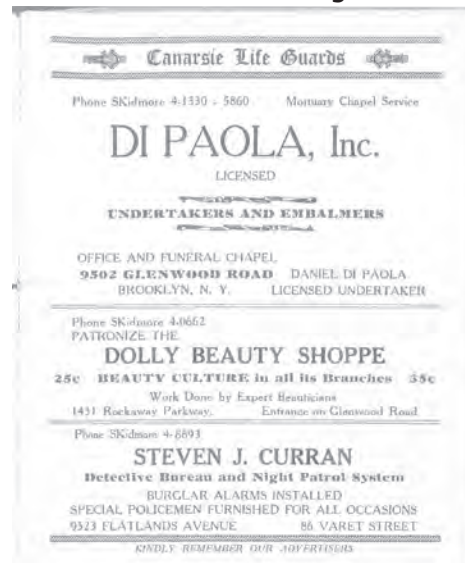 Canarsie Life Guards
Phone SKidmore 4-1330 - 5860 Mortuary Chapel Service
DI PAOLA, Inc.
LICENSED
UNDERTAKERS AND EMBALMERS
OFFICE AND FUNERAL CHAPEL
9502 GLENWOOD ROAD DANIEL DI PAOLA
BROOKLYN, N. Y. LICENSED UNDERTAKER
Phone SKidmore 4-0662
PATRONIZE THE
DOLLY BEAUTY SHOPPE
25c BEAUTY CULTURE in all its Branches 35c
Work Done by Expert Beauticians
1431 Rockaway Parkway, Entrance on Glenwood Road
Phone SKidmore 4-8893
STEVEN J. CURRAN
Detective Bureau and Night Patrol System
BURGLAR ALARMS INSTALLED
SPECIAL POLICEMEN FURNISHED FOR ALL OCCASIONS
9323 FLATLANDS AVENUE 86 VARET STREET
KINDLY REMEMBER OUR ADVERTISERS